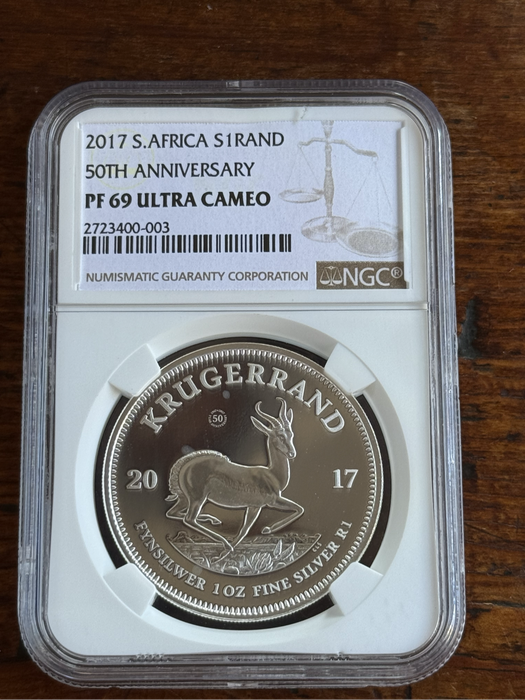 2017 S.AFRICA S1RAND
50TH ANNIVERSARY
PF 69 ULTRA CAMEO
2723400-003
NUMISMATIC GUARANTY CORPORATION
NGC®
KRUGERRAND
50
20 17
FYNSILWER 1 OZ FINE SILVER R1